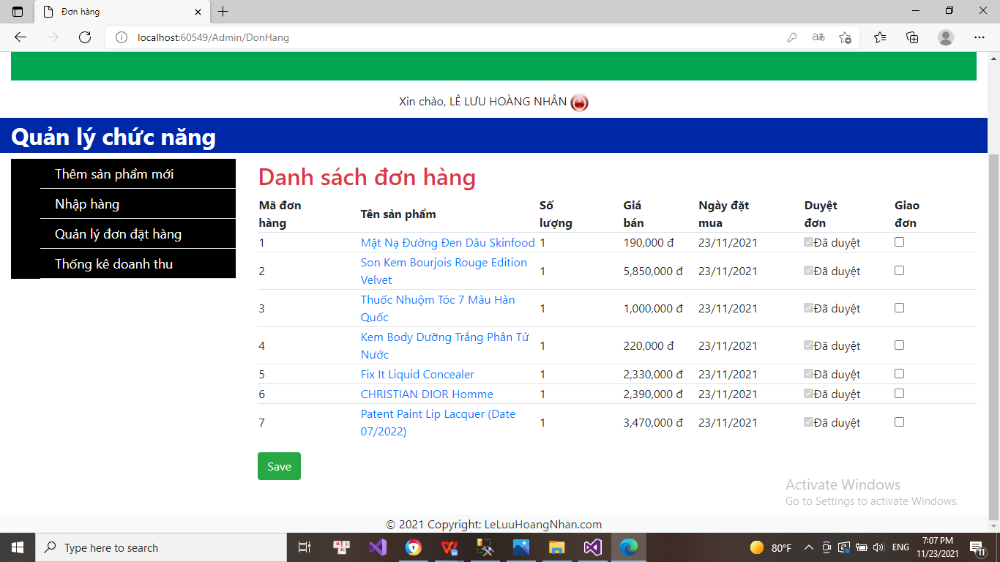 Đơn hàng
localhost:60549/Admin/DonHang
Xin chào, LÊ LƯU HOÀNG NHÂN
Quản lý chức năng
Thêm sản phẩm mới
Nhập hàng
Quản lý đơn đặt hàng
Thống kê doanh thu
Danh sách đơn hàng
Mã đơn hàng Tên sản phẩm Số lượng Giá bán Ngày đặt mua Duyệt đơn Giao đơn
1 Mặt Nạ Đường Đen Dâu Skinfood 1 190,000 đ 23/11/2021 Đã duyệt
2 Son Kem Bourjois Rouge Edition Velvet 1 5,850,000 đ 23/11/2021 Đã duyệt
3 Thuốc Nhuộm Tóc 7 Màu Hàn Quốc 1 1,000,000 đ 23/11/2021 Đã duyệt
4 Kem Body Dưỡng Trắng Phân Tử Nước 1 220,000 đ 23/11/2021 Đã duyệt
5 Fix It Liquid Concealer 1 2,330,000 đ 23/11/2021 Đã duyệt
6 CHRISTIAN DIOR Homme 1 2,390,000 đ 23/11/2021 Đã duyệt
7 Patent Paint Lip Lacquer (Date 07/2022) 1 3,470,000 đ 23/11/2021 Đã duyệt
Save
Activate Windows
Go to Settings to activate Windows.
© 2021 Copyright: LeLuuHoangNhan.com
Type here to search
80°F
ENG
7:07 PM
11/23/2021
11